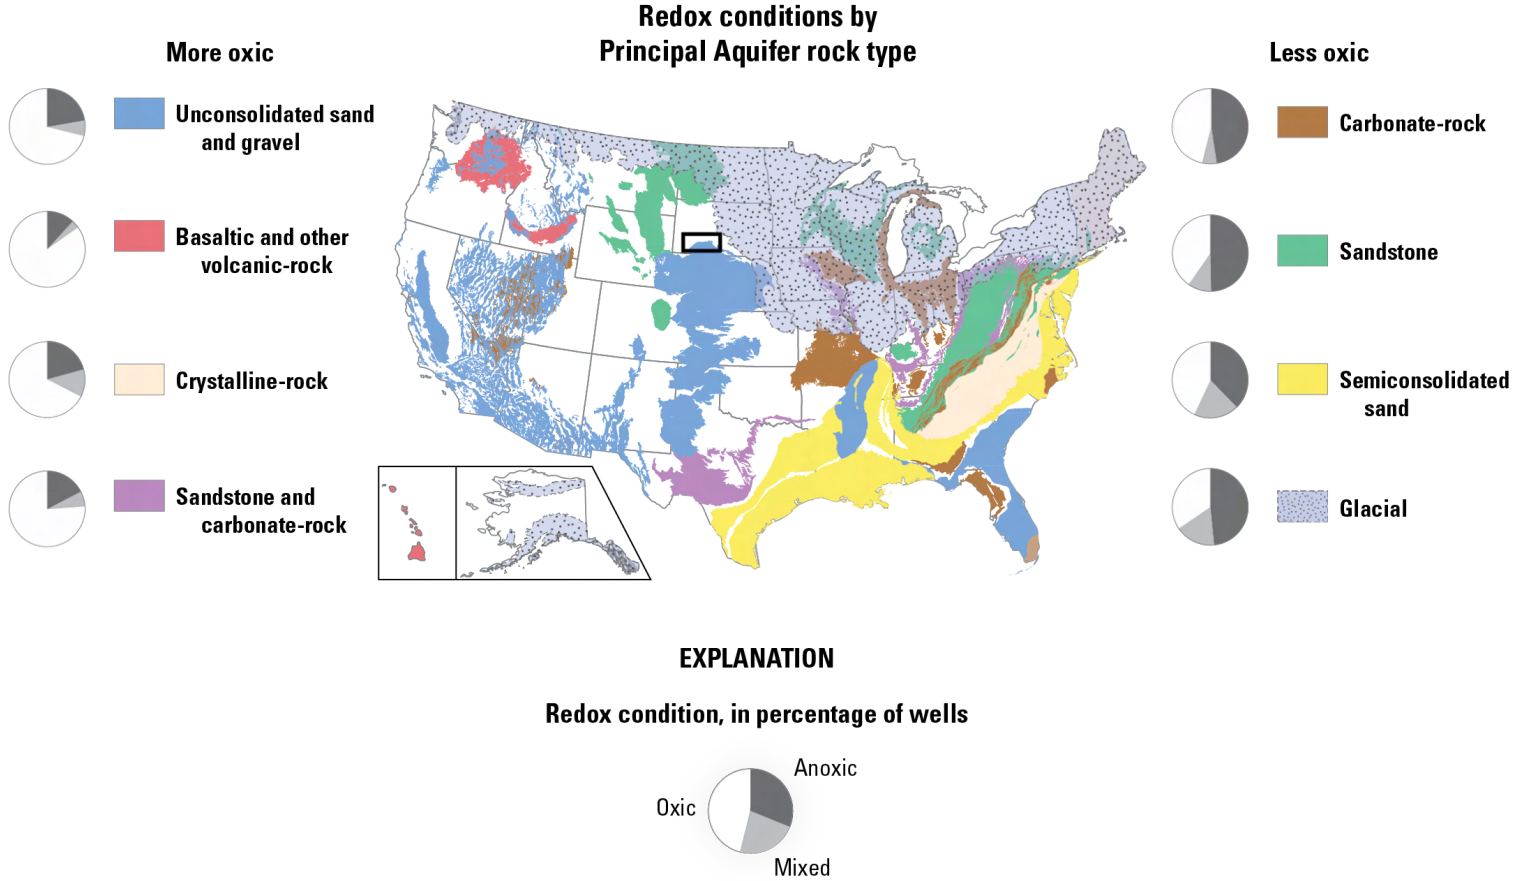 Redox conditions by
Principal Aquifer rock type
More oxic
Unconsolidated sand
and gravel
Basaltic and other
volcanic-rock
Crystalline-rock
Sandstone and
carbonate-rock
Less oxic
Carbonate-rock
Sandstone
Semiconsolidated
sand
Glacial
EXPLANATION
Redox condition, in percentage of wells
Anoxic
Oxic
Mixed